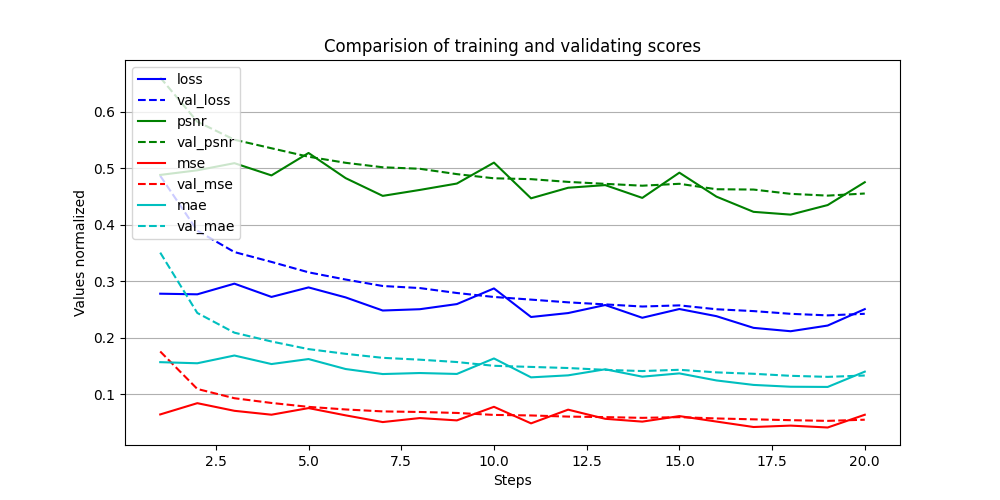 Comparision of training and validating scores
loss
val_loss
psnr
val_psnr
mse
val_mse
mae
val_mae
Values normalized
0.6
0.5
0.4
0.3
0.2
0.1
2.5 5.0 7.5 10.0 12.5 15.0 17.5 20.0
Steps